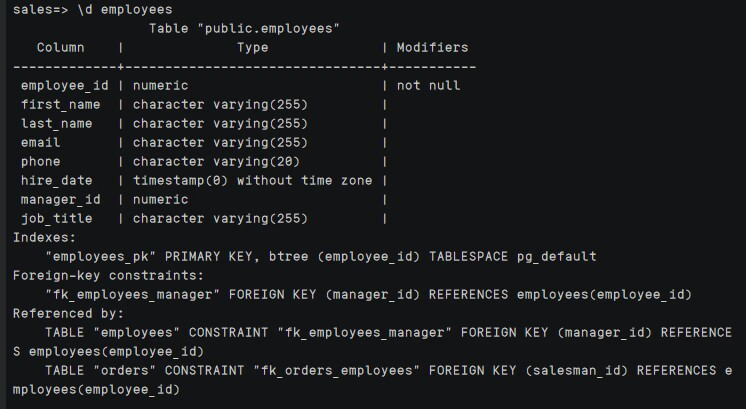 sales=> \d employees
                 Table "public.employees"
   Column    |              Type              | Modifiers
-------------+--------------------------------+-----------
 employee_id | numeric                        | not null
 first_name  | character varying(255)         |
 last_name   | character varying(255)         |
 email       | character varying(255)         |
 phone       | character varying(20)          |
 hire_date   | timestamp(0) without time zone |
 manager_id  | numeric                        |
 job_title   | character varying(255)         |
Indexes:
    "employees_pk" PRIMARY KEY, btree (employee_id) TABLESPACE pg_default
Foreign-key constraints:
    "fk_employees_manager" FOREIGN KEY (manager_id) REFERENCES employees(employee_id)
Referenced by:
    TABLE "employees" CONSTRAINT "fk_employees_manager" FOREIGN KEY (manager_id) REFERENCE
S employees(employee_id)
    TABLE "orders" CONSTRAINT "fk_orders_employees" FOREIGN KEY (salesman_id) REFERENCES e
mployees(employee_id)